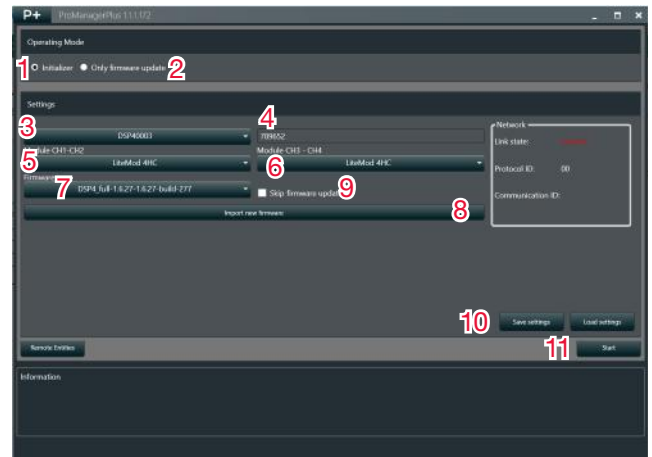 P+ ProManagerPlus 1.1.1.172
Operating Mode
1 Initializer Only firmware update 2
Settings
3 4
DSP40003 709652
Module CH1-CH2 Module CH3 - CH4
5 LiteMod 4HC 6 LiteMod 4HC
Firmware
7 DSP4_full-1.6.27-1.6.27-build-277 Skip firmware update 9
Import new firmware 8
Network
Link state:
Protocol ID: 00
Communication ID:
10 Save settings Load settings
Remote Entities 11 Start
Information